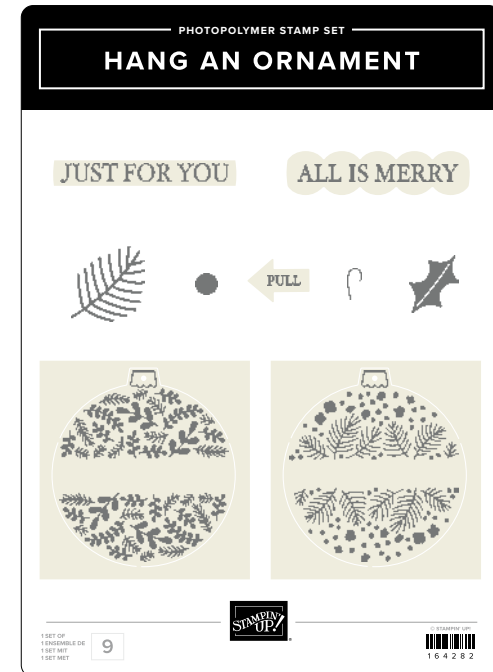 PHOTOPOLYMER STAMP SET
HANG AN ORNAMENT
JUST FOR YOU
ALL IS MERRY
PULL
STAMPIN' UP!
© STAMPIN' UP!
1 SET OF
1 ENSEMBLE DE
1 SET MIT
1 SET MET
9
164282